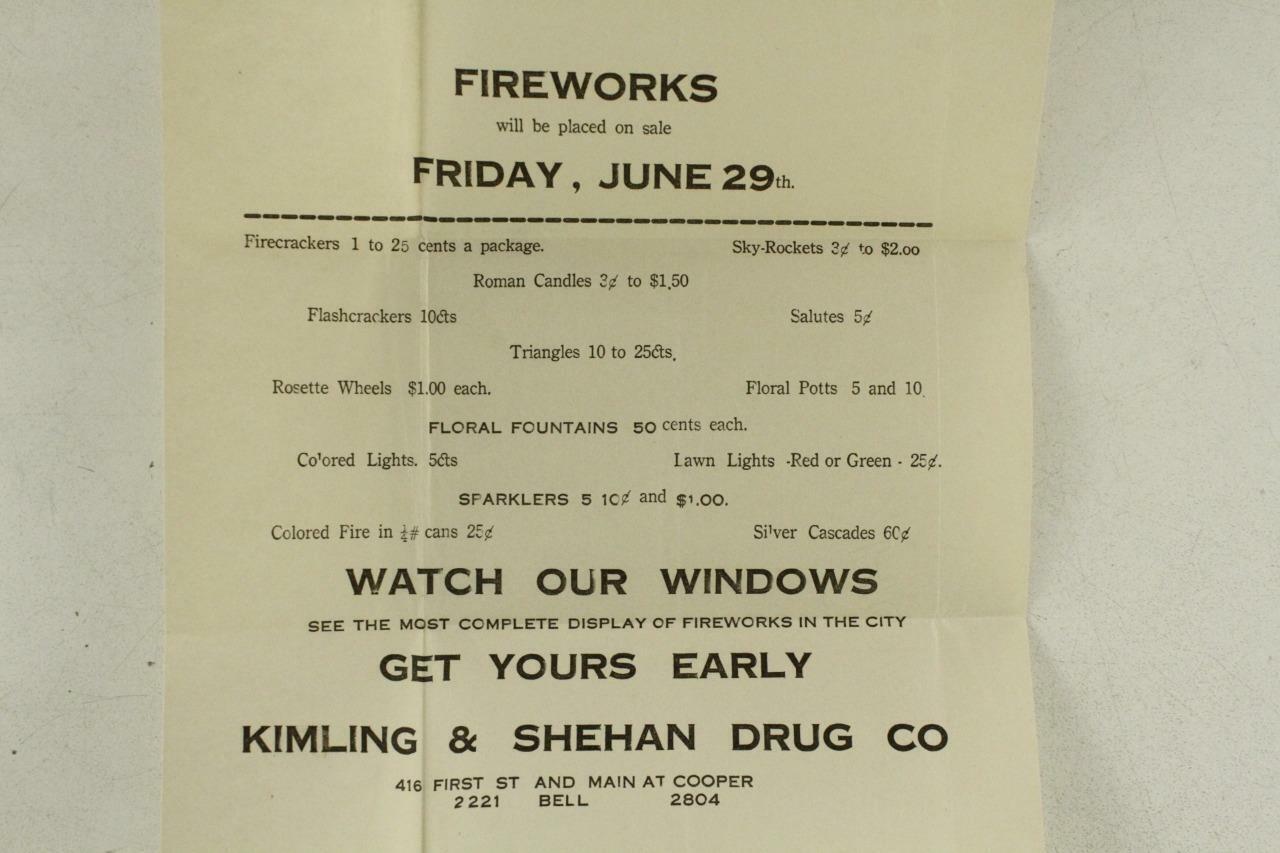 FIREWORKS
will be placed on sale
FRIDAY, JUNE 29th.
Firecrackers 1 to 25 cents a package. Sky-Rockets 3¢ to $2.00
Roman Candles 3¢ to $1.50
Flashcrackers 10cts Salutes 5¢
Triangles 10 to 25cts.
Rosette Wheels $1.00 each. Floral Potts 5 and 10.
FLORAL FOUNTAINS 50 cents each.
Colored Lights. 5cts Lawn Lights -Red or Green - 25¢.
SPARKLERS 5 10¢ and $1.00.
Colored Fire in ½# cans 25¢ Silver Cascades 60¢
WATCH OUR WINDOWS
SEE THE MOST COMPLETE DISPLAY OF FIREWORKS IN THE CITY
GET YOURS EARLY
KIMLING & SHEHAN DRUG CO
416 FIRST ST AND MAIN AT COOPER
2221 BELL 2804